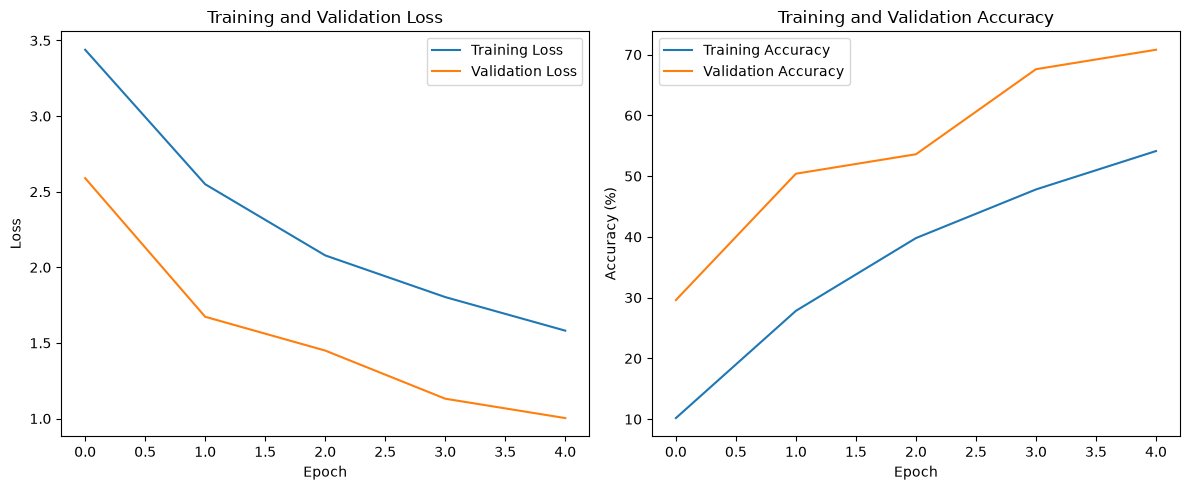 Training and Validation Loss
Training Loss
Validation Loss
3.5
3.0
2.5
2.0
1.5
1.0
Loss
0.0 0.5 1.0 1.5 2.0 2.5 3.0 3.5 4.0
Epoch
Training and Validation Accuracy
Training Accuracy
Validation Accuracy
70
60
50
40
30
20
10
Accuracy (%)
0.0 0.5 1.0 1.5 2.0 2.5 3.0 3.5 4.0
Epoch